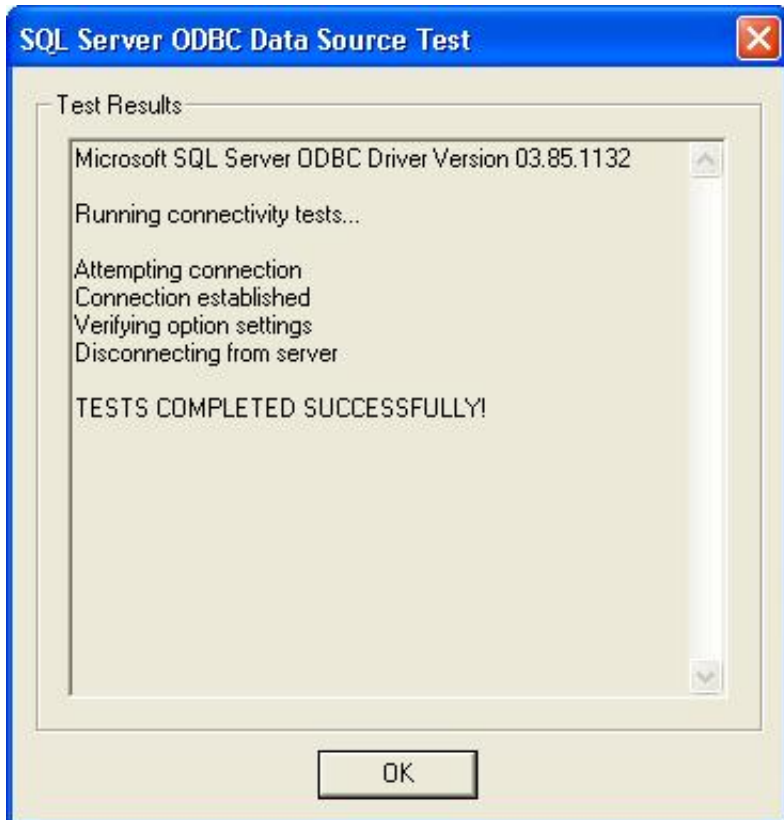 SQL Server ODBC Data Source Test
Test Results
Microsoft SQL Server ODBC Driver Version 03.85.1132
Running connectivity tests...
Attempting connection
Connection established
Verifying option settings
Disconnecting from server
TESTS COMPLETED SUCCESSFULLY!
OK